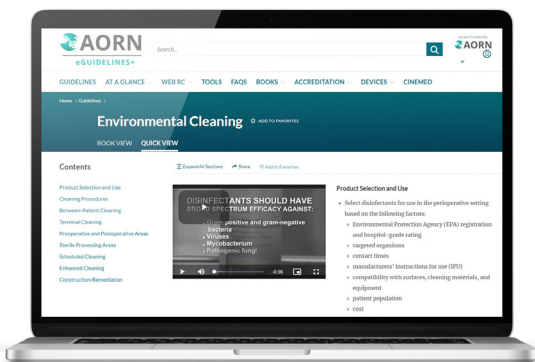 AORN
eGUIDELINES+
Search...
Access Provided By:
AORN
GUIDELINES AT A GLANCE WEB RC TOOLS FAQS BOOKS ACCREDITATION DEVICES CINEMED
Home > Guidelines >
Environmental Cleaning ADD TO FAVORITES
BOOK VIEW QUICK VIEW
Contents
Product Selection and Use
Cleaning Procedures
Between-Patient Cleaning
Terminal Cleaning
Preoperative and Postoperative Areas
Sterile Processing Areas
Scheduled Cleaning
Enhanced Cleaning
Construction/Remediation
Expand All Sections Share Add to Favorites
DISINFECTANTS SHOULD HAVE
BROAD SPECTRUM EFFICACY AGAINST:
• Gram-positive and gram-negative
bacteria
• Viruses
• Mycobacterium
• Pathogenic fungi
-0:56
Product Selection and Use
• Select disinfectants for use in the perioperative setting
based on the following factors:
Environmental Protection Agency (EPA) registration
and hospital-grade rating
targeted organisms
contact times
manufacturers' instructions for use (IFU)
compatibility with surfaces, cleaning materials, and
equipment
patient population
cost